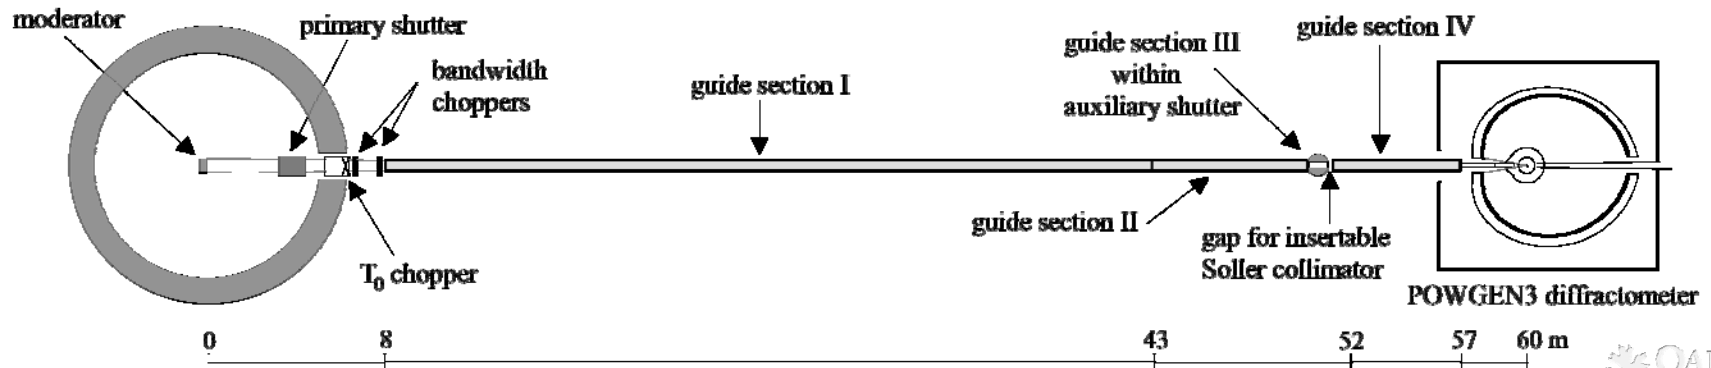 moderator
primary shutter
bandwidth
choppers
guide section I
guide section III
within
auxiliary shutter
guide section IV
T0 chopper
guide section II
gap for insertable
Soller collimator
POWGEN3 diffractometer
0 8 43 52 57 60 m